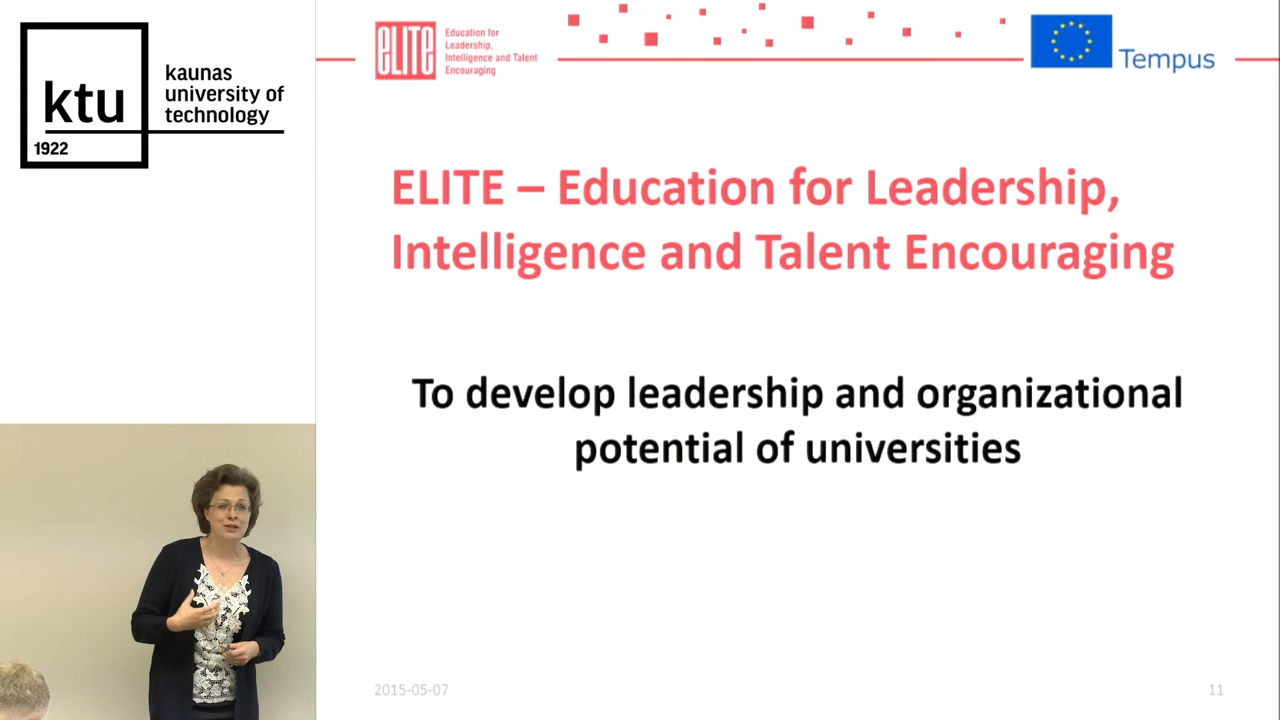 ktu
1922
kaunas
university of
technology
ELITE
Education for
Leadership,
Intelligence and Talent
Encouraging
Tempus
ELITE – Education for Leadership,
Intelligence and Talent Encouraging
To develop leadership and organizational
potential of universities
2015-05-07
11